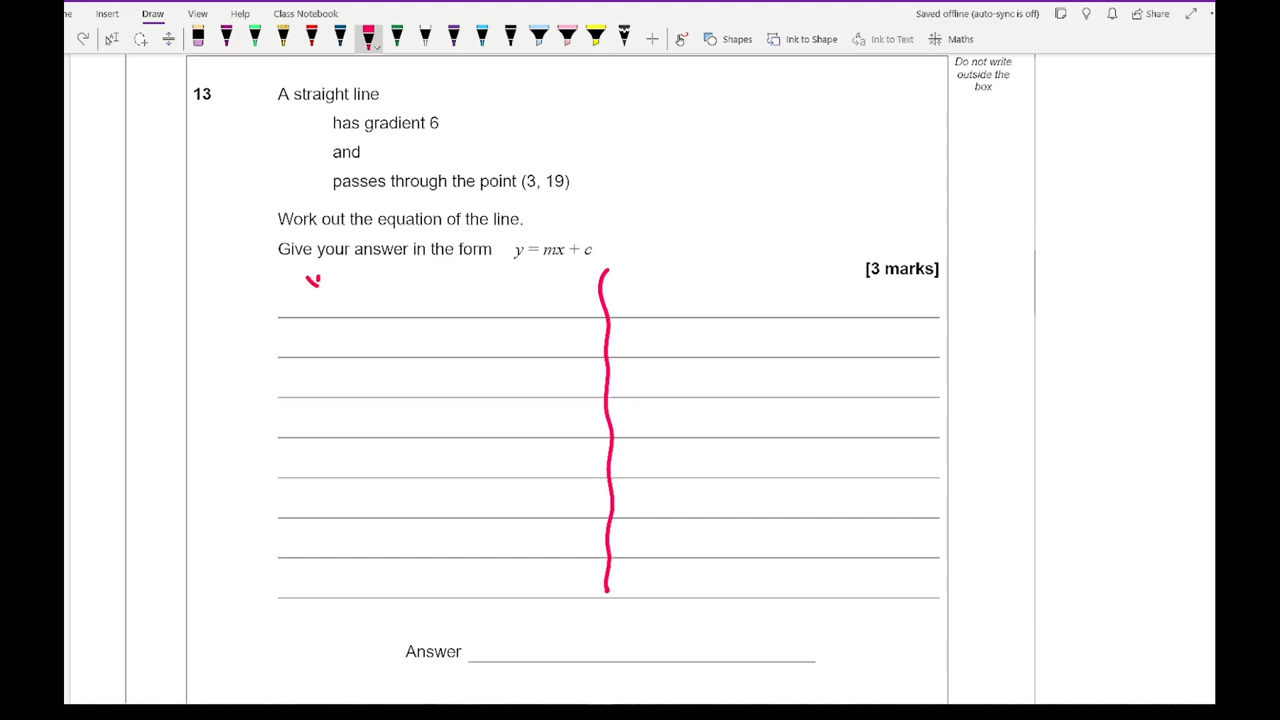 Insert Draw View Help Class Notebook Saved offline (auto-sync is off) Share
Shapes Ink to Shape Ink to Text Maths
Do not write
outside the
box
13 A straight line
has gradient 6
and
passes through the point (3, 19)
Work out the equation of the line.
Give your answer in the form y = mx + c
[3 marks]
Answer